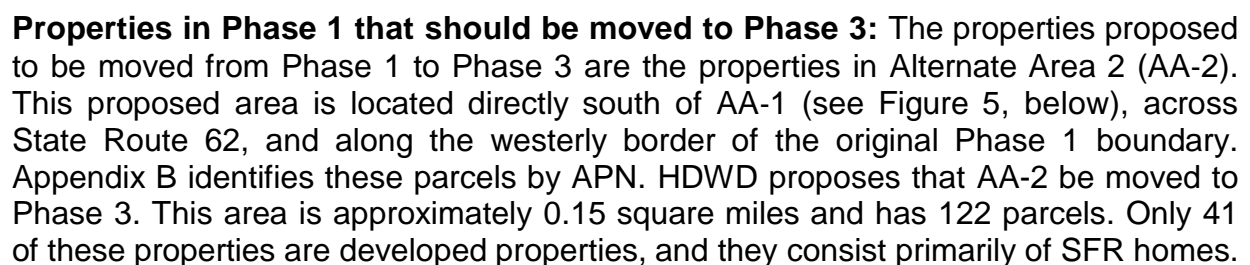 Properties in Phase 1 that should be moved to Phase 3: The properties proposed
to be moved from Phase 1 to Phase 3 are the properties in Alternate Area 2 (AA-2).
This proposed area is located directly south of AA-1 (see Figure 5, below), across
State Route 62, and along the westerly border of the original Phase 1 boundary.
Appendix B identifies these parcels by APN. HDWD proposes that AA-2 be moved to
Phase 3. This area is approximately 0.15 square miles and has 122 parcels. Only 41
of these properties are developed properties, and they consist primarily of SFR homes.